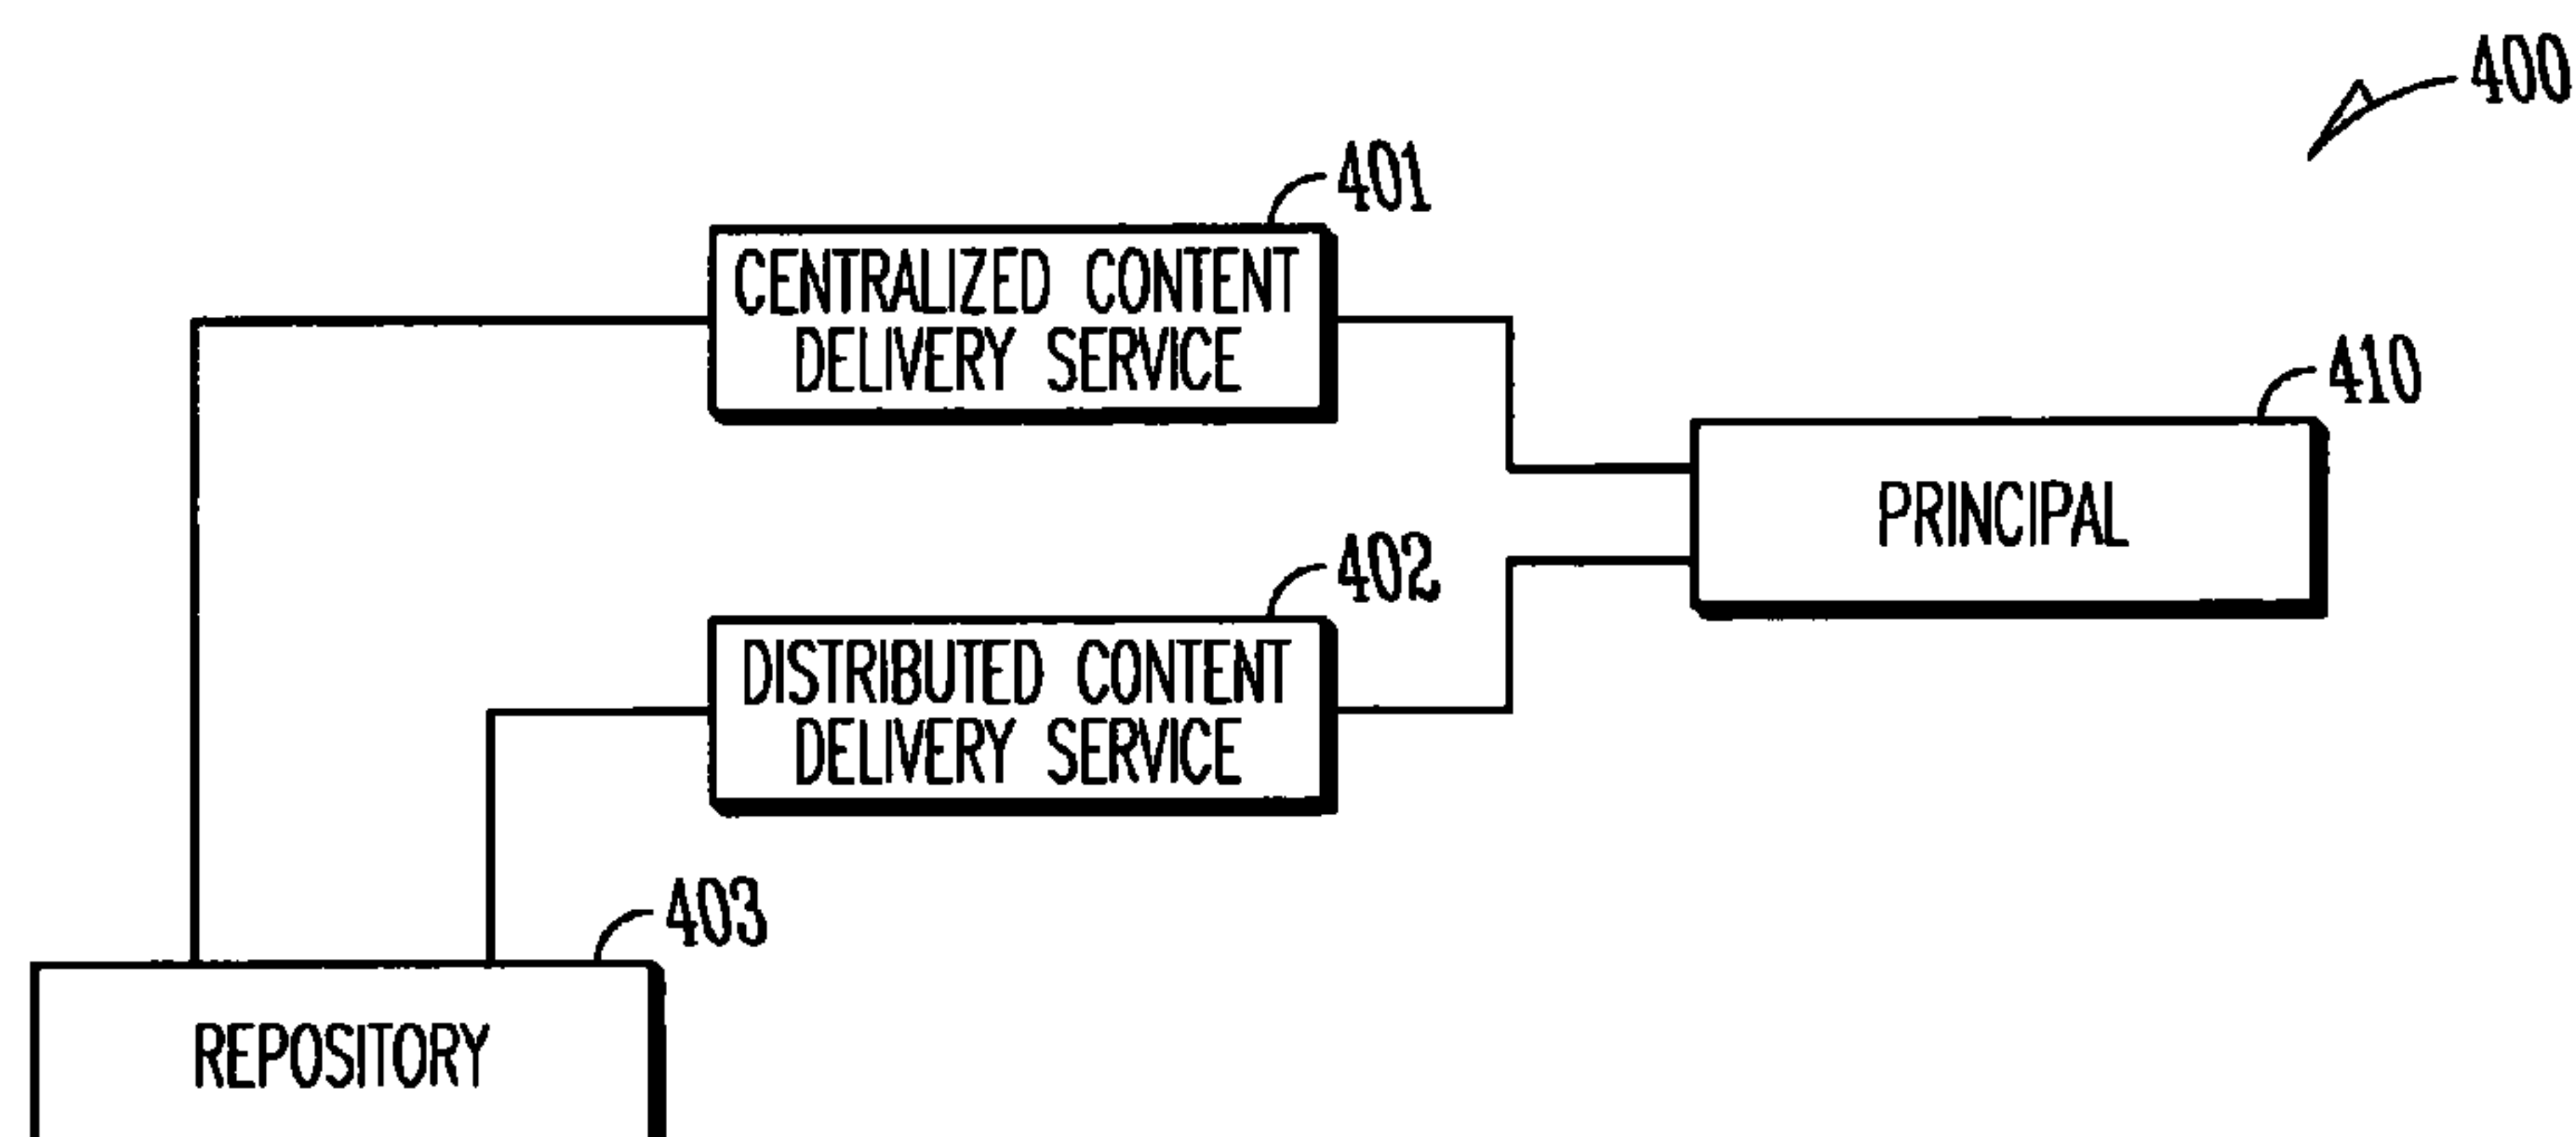 400
401
CENTRALIZED CONTENT
DELIVERY SERVICE
410
PRINCIPAL
402
DISTRIBUTED CONTENT
DELIVERY SERVICE
403
REPOSITORY